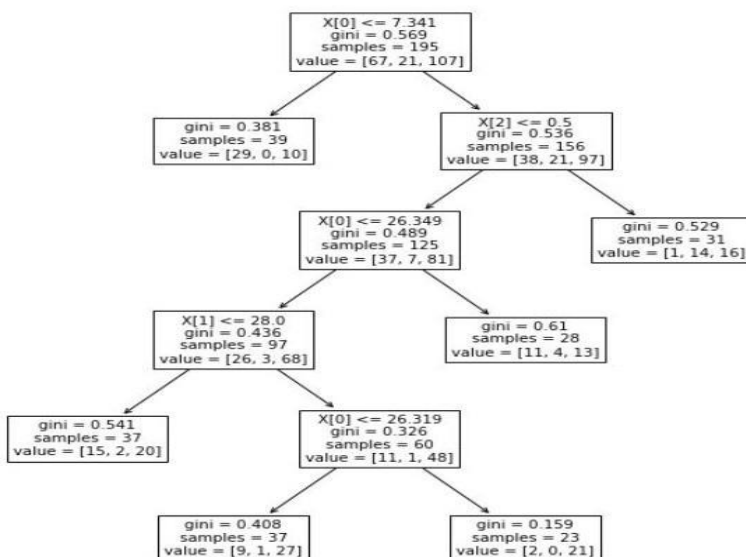 X[0] <= 7.341
gini = 0.569
samples = 195
value = [67, 21, 107]
gini = 0.381
samples = 39
value = [29, 0, 10]
X[2] <= 0.5
gini = 0.536
samples = 156
value = [38, 21, 97]
X[0] <= 26.349
gini = 0.489
samples = 125
value = [37, 7, 81]
gini = 0.529
samples = 31
value = [1, 14, 16]
X[1] <= 28.0
gini = 0.436
samples = 97
value = [26, 3, 68]
gini = 0.61
samples = 28
value = [11, 4, 13]
gini = 0.541
samples = 37
value = [15, 2, 20]
X[0] <= 26.319
gini = 0.326
samples = 60
value = [11, 1, 48]
gini = 0.408
samples = 37
value = [9, 1, 27]
gini = 0.159
samples = 23
value = [2, 0, 21]